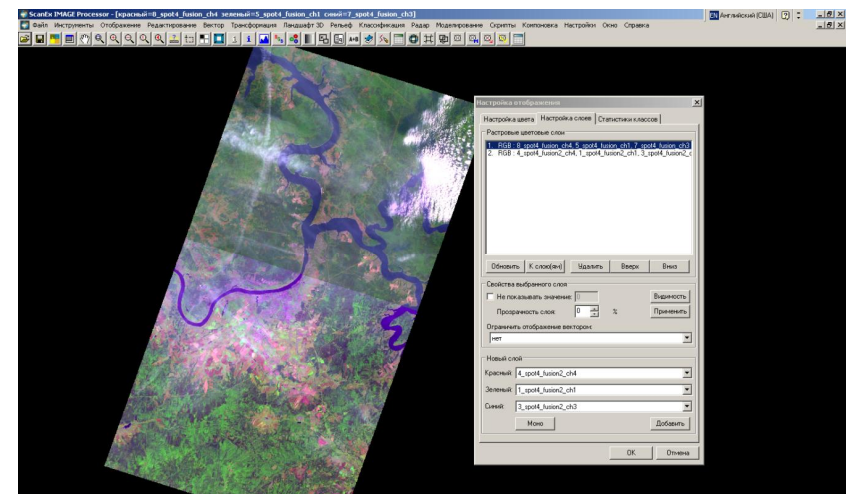 ScanEx IMAGE Processor - [красный=8_spot4_fusion_ch4 зеленый=5_spot4_fusion_ch1 синий=7_spot4_fusion_ch3]
EN Английский (США)
Файл Инструменты Отображение Редактирование Вектор Трансформация Ландшафт 3D Рельеф Классификация Радар Моделирование Скрипты Компоновка Настройки Окно Справка
Настройка отображения
Настройка цвета Настройка слоев Статистики классов
Растровые цветовые слои
1. RGB : 8_spot4_fusion_ch4, 5_spot4_fusion_ch1, 7_spot4_fusion_ch3
2. RGB : 4_spot4_fusion2_ch4, 1_spot4_fusion2_ch1, 3_spot4_fusion2_c
Обновить К слою(ям) Удалить Вверх Вниз
Свойства выбранного слоя
Не показывать значение: 0 Видимость
Прозрачность слоя: 0 % Применить
Ограничить отображение вектором:
нет
Новый слой
Красный: 4_spot4_fusion2_ch4
Зеленый: 1_spot4_fusion2_ch1
Синий: 3_spot4_fusion2_ch3
Моно Добавить
OK Отмена